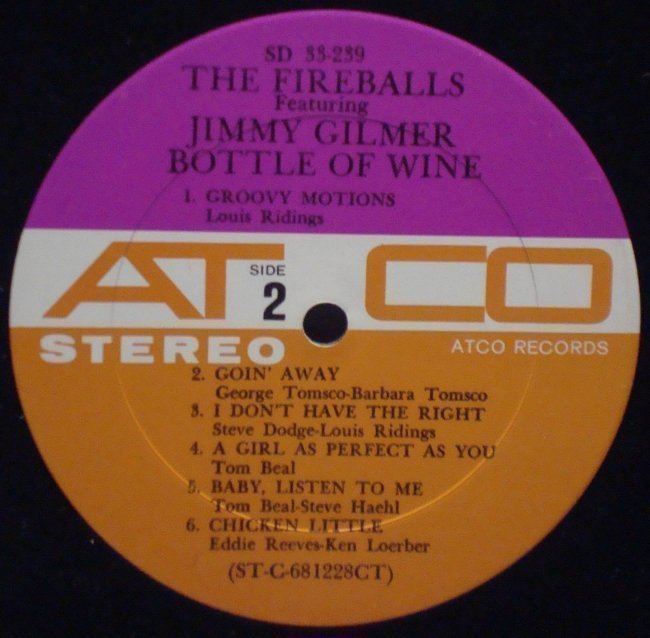 SD 33-239
THE FIREBALLS
Featuring
JIMMY GILMER
BOTTLE OF WINE
1. GROOVY MOTIONS
Louis Ridings
ATCO
SIDE
2
STEREO
ATCO RECORDS
2. GOIN' AWAY
George Tomsco-Barbara Tomsco
3. I DON'T HAVE THE RIGHT
Steve Dodge-Louis Ridings
4. A GIRL AS PERFECT AS YOU
Tom Beal
5. BABY, LISTEN TO ME
Tom Beal-Steve Haehl
6. CHICKEN LITTLE
Eddie Reeves-Ken Loerber
(ST-C-681228CT)